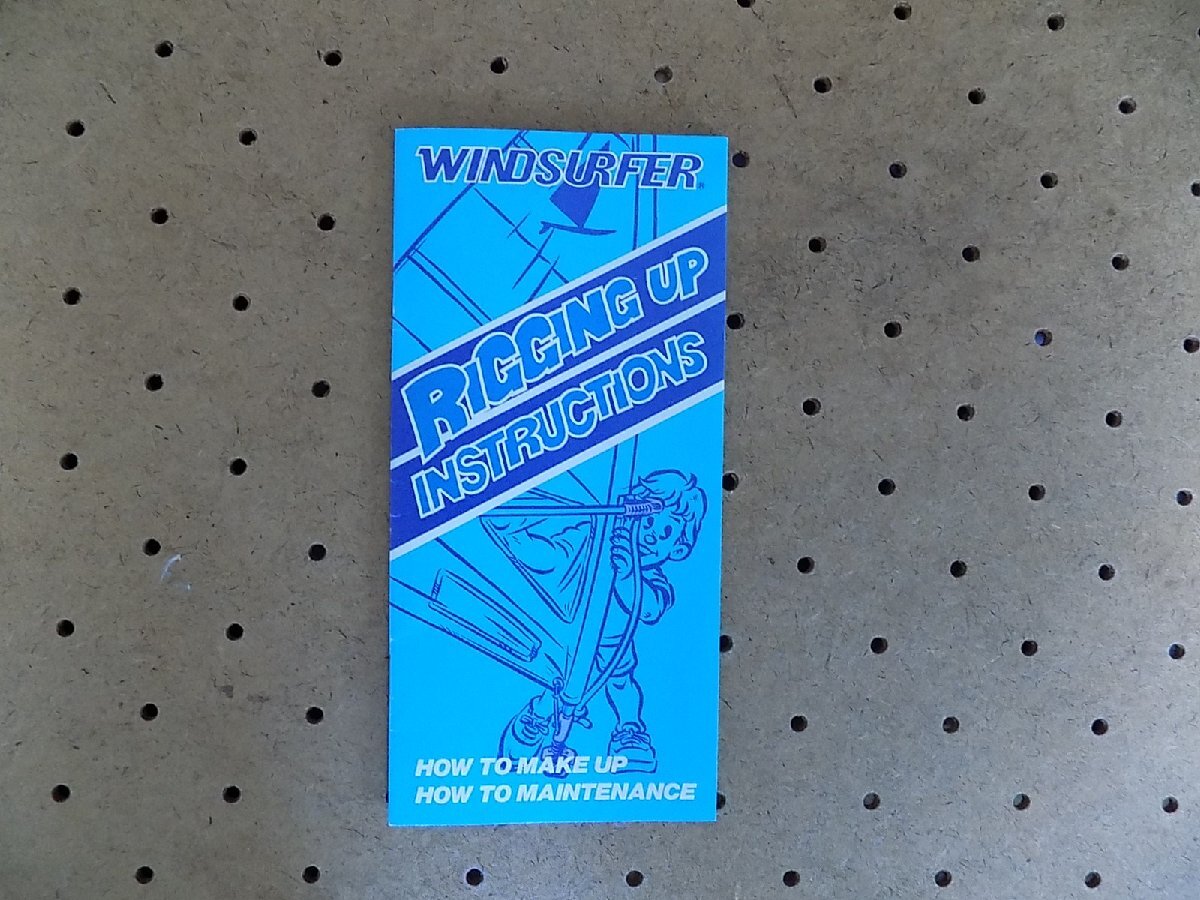 WINDSURFER®
RIGGING UP
INSTRUCTIONS
HOW TO MAKE UP
HOW TO MAINTENANCE